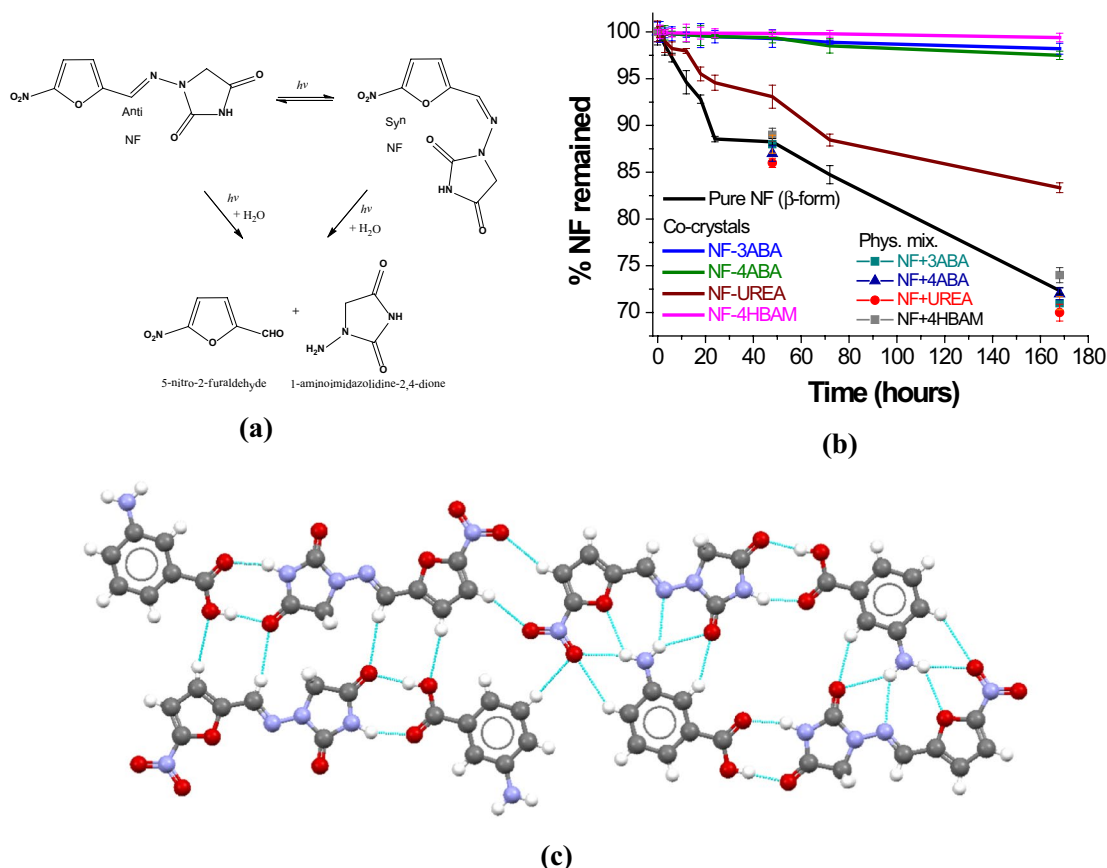 O
N
O₂N
O
N
O
Anti
NH
NF
O
hν
O₂N
O
Syn
N
NF
O
N
HN
O
hν
+ H₂O
hν
+ H₂O
O₂N
O
CHO
+
O
NH
N
H₂N
O
5-nitro-2-furaldehyde
1-aminoimidazolidine-2,4-dione
(a)
% NF remained
100
95
90
85
80
75
70
Pure NF (β-form)
Co-crystals
NF-3ABA
NF-4ABA
NF-UREA
NF-4HBAM
Phys. mix.
NF+3ABA
NF+4ABA
NF+UREA
NF+4HBAM
0 20 40 60 80 100 120 140 160 180
Time (hours)
(b)
(c)